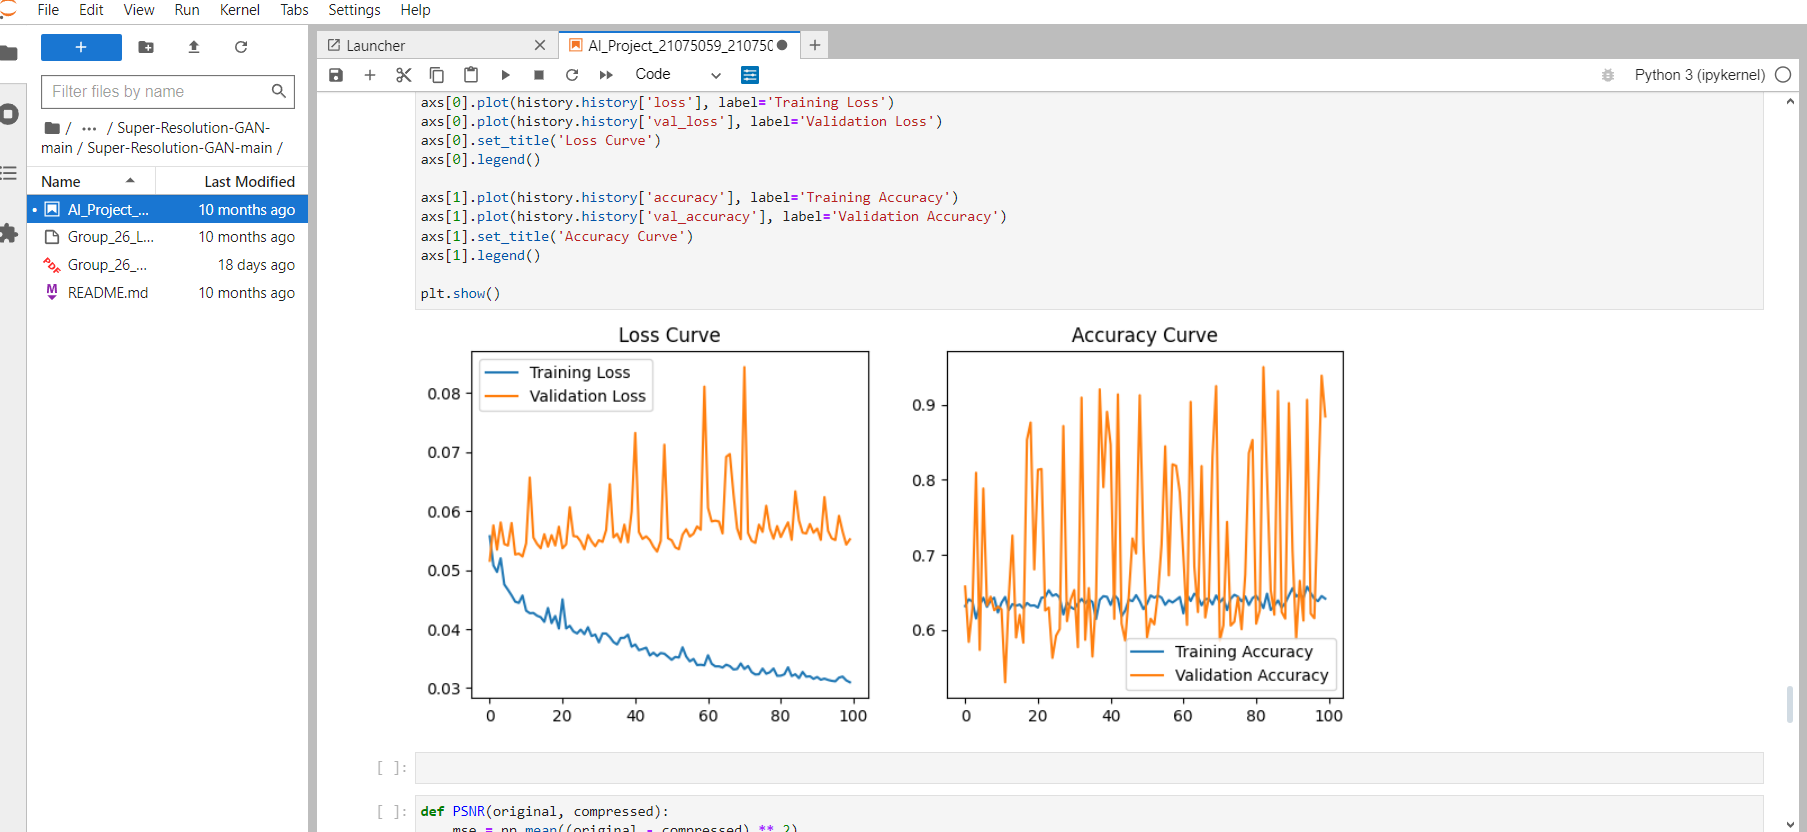 File Edit View Run Kernel Tabs Settings Help
Launcher
AI_Project_21075059_21075(
Filter files by name
Code
Python 3 (ipykernel)
/ ... / Super-Resolution-GAN-
main / Super-Resolution-GAN-main /
Name Last Modified
AI_Project_... 10 months ago
Group_26_L... 10 months ago
PDF Group_26_... 18 days ago
M README.md 10 months ago
axs[0].plot(history.history['loss'], label='Training Loss')
axs[0].plot(history.history['val_loss'], label='Validation Loss')
axs[0].set_title('Loss Curve')
axs[0].legend()
axs[1].plot(history.history['accuracy'], label='Training Accuracy')
axs[1].plot(history.history['val_accuracy'], label='Validation Accuracy')
axs[1].set_title('Accuracy Curve')
axs[1].legend()
plt.show()
Loss Curve
Training Loss
Validation Loss
0.08
0.07
0.06
0.05
0.04
0.03
0 20 40 60 80 100
Accuracy Curve
0.9
0.8
0.7
0.6
Training Accuracy
Validation Accuracy
0 20 40 60 80 100
[ ]:
[ ]: def PSNR(original, compressed):
mse = np.mean((original - compressed) ** 2)